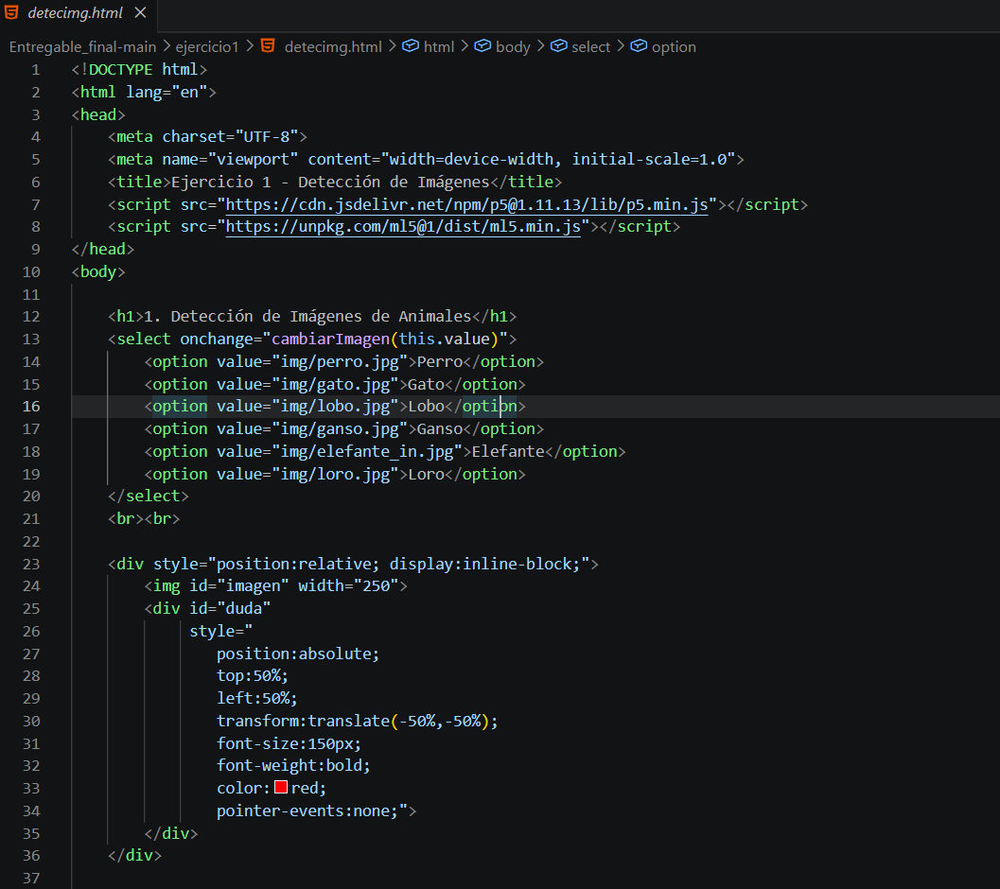 detecimg.html
Entregable_final-main > ejercicio1 > detecimg.html > html > body > select > option
1 <!DOCTYPE html>
2 <html lang="en">
3 <head>
4 <meta charset="UTF-8">
5 <meta name="viewport" content="width=device-width, initial-scale=1.0">
6 <title>Ejercicio 1 - Detección de Imágenes</title>
7 <script src="https://cdn.jsdelivr.net/npm/p5@1.11.13/lib/p5.min.js"></script>
8 <script src="https://unpkg.com/ml5@1/dist/ml5.min.js"></script>
9 </head>
10 <body>
11
12 <h1>1. Detección de Imágenes de Animales</h1>
13 <select onchange="cambiarImagen(this.value)">
14 <option value="img/perro.jpg">Perro</option>
15 <option value="img/gato.jpg">Gato</option>
16 <option value="img/lobo.jpg">Lobo</option>
17 <option value="img/ganso.jpg">Ganso</option>
18 <option value="img/elefante_in.jpg">Elefante</option>
19 <option value="img/loro.jpg">Loro</option>
20 </select>
21 <br><br>
22
23 <div style="position:relative; display:inline-block;">
24 <img id="imagen" width="250">
25 <div id="duda"
26 style="
27 position:absolute;
28 top:50%;
29 left:50%;
30 transform:translate(-50%,-50%);
31 font-size:150px;
32 font-weight:bold;
33 color:red;
34 pointer-events:none;">
35 </div>
36 </div>
37